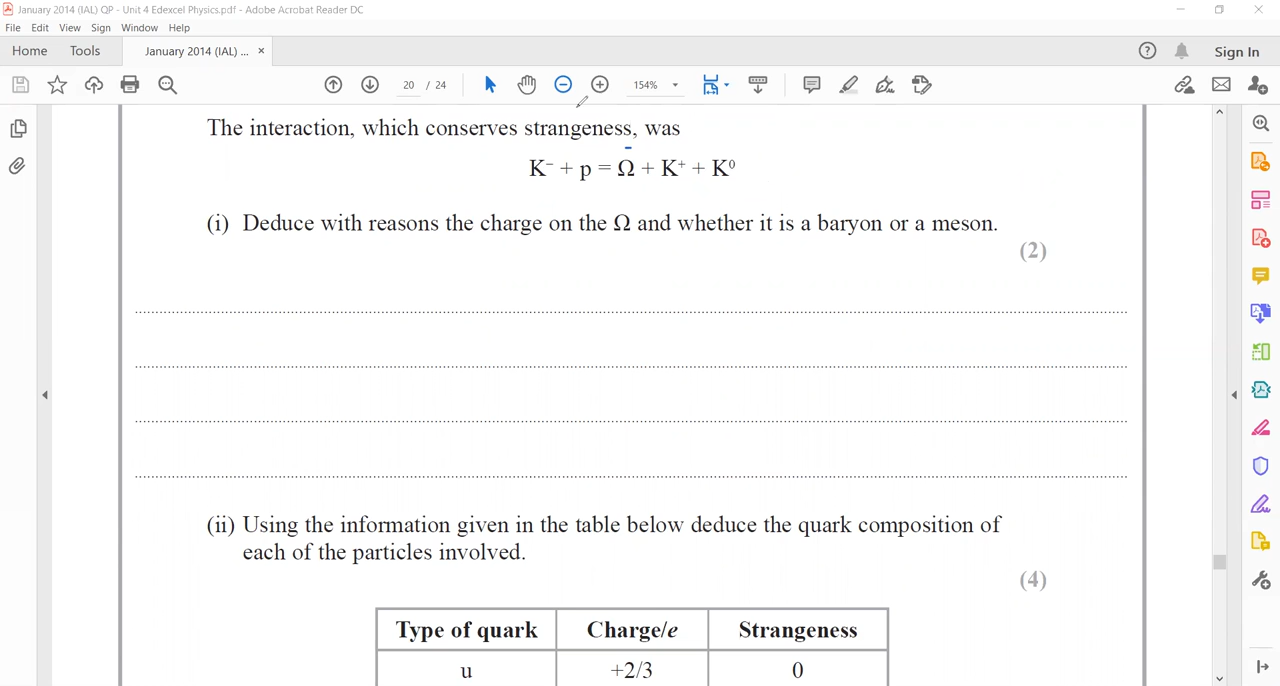 January 2014 (IAL) QP - Unit 4 Edexcel Physics.pdf - Adobe Acrobat Reader DC
File Edit View Sign Window Help
Home Tools January 2014 (IAL) ... × Sign In
20 / 24 154%
The interaction, which conserves strangeness, was
K⁻ + p = Ω + K⁺ + K⁰
(i) Deduce with reasons the charge on the Ω and whether it is a baryon or a meson.
(2)
(ii) Using the information given in the table below deduce the quark composition of
each of the particles involved.
(4)
Type of quark Charge/e Strangeness
u +2/3 0